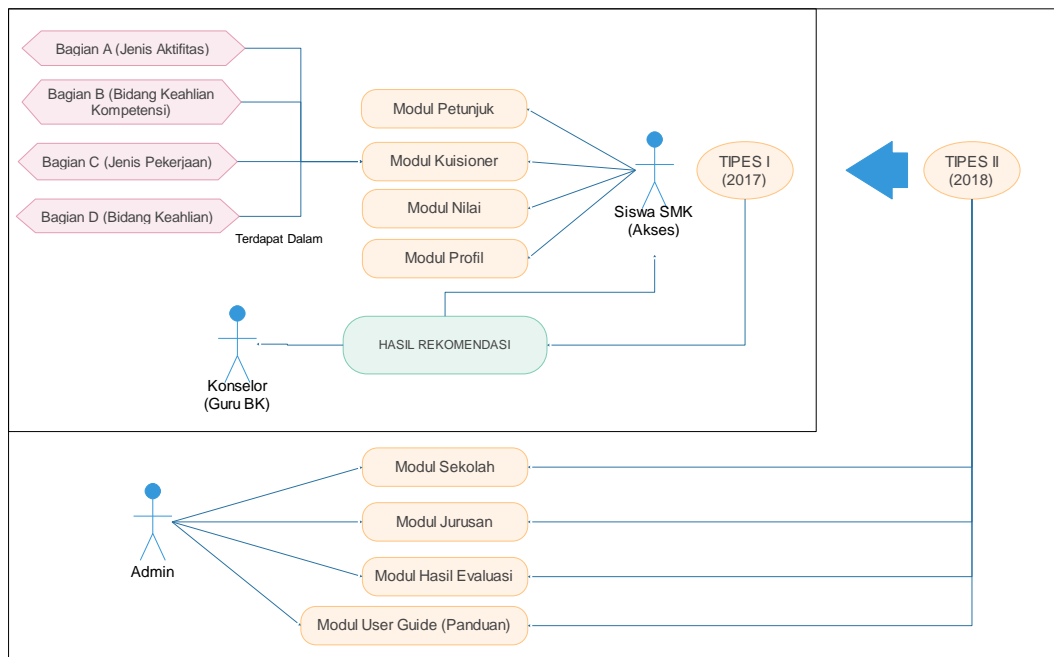 Bagian A (Jenis Aktifitas)
Bagian B (Bidang Keahlian
Kompetensi)
Bagian C (Jenis Pekerjaan)
Bagian D (Bidang Keahlian)
Terdapat Dalam
Modul Petunjuk
Modul Kuisioner
Modul Nilai
Modul Profil
Siswa SMK
(Akses)
TIPES I
(2017)
TIPES II
(2018)
HASIL REKOMENDASI
Konselor
(Guru BK)
Modul Sekolah
Modul Jurusan
Modul Hasil Evaluasi
Modul User Guide (Panduan)
Admin